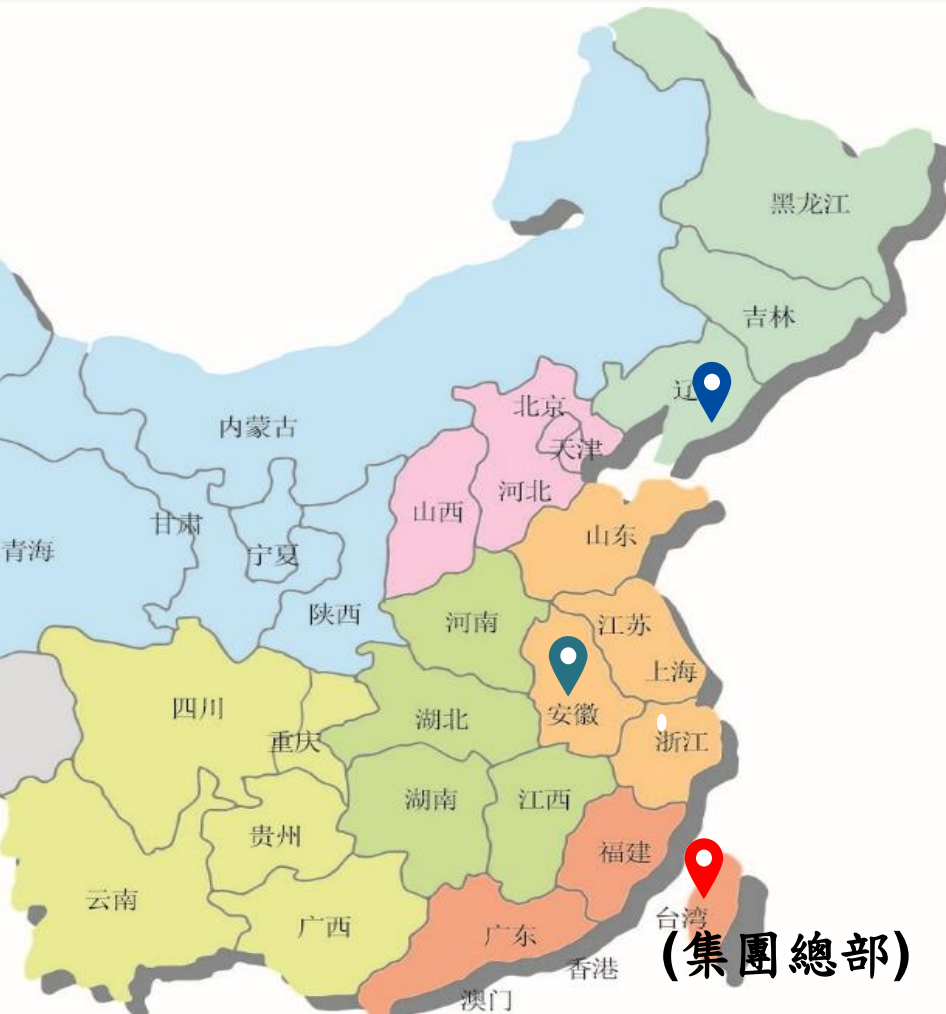 黑龙江
吉林
辽
北京
内蒙古
天津
河北
山西
甘肃
山东
青海
宁夏
陕西
河南
江苏
上海
四川
安徽
湖北
重庆
浙江
湖南
江西
贵州
福建
云南
台湾
广西
广东
(集團總部)
香港
澳门